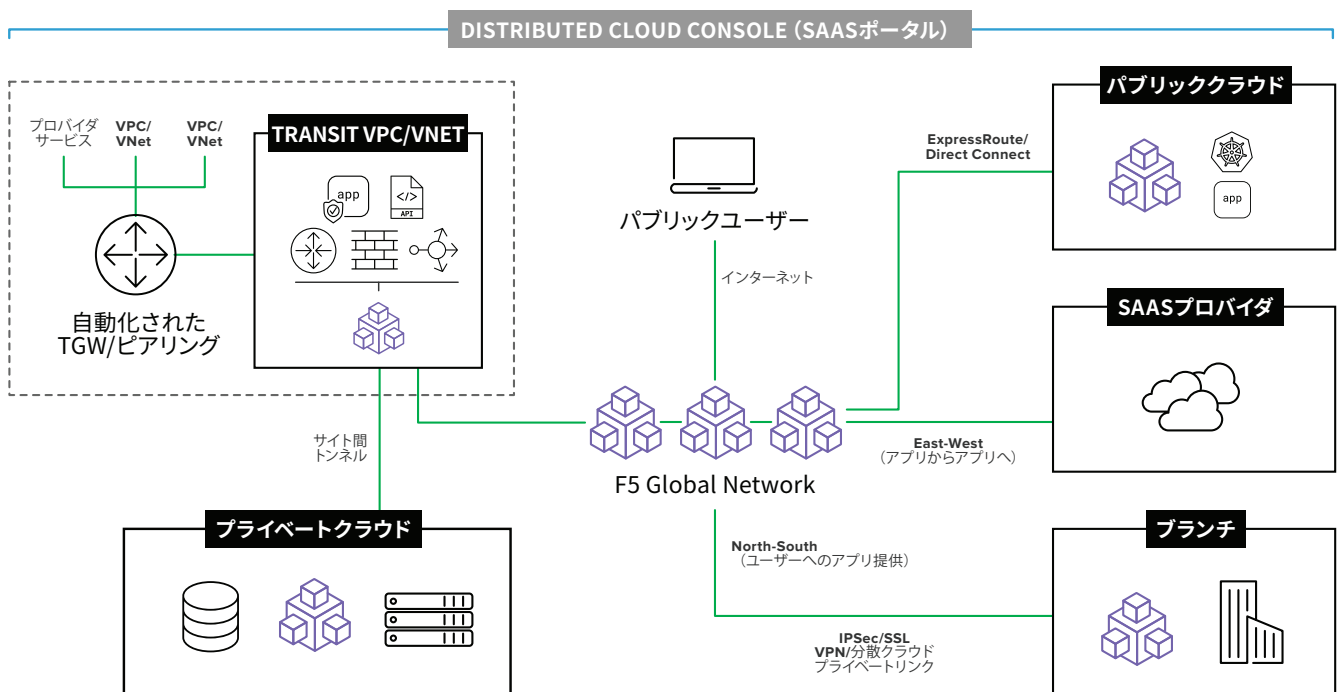 DISTRIBUTED CLOUD CONSOLE（SAASポータル）
プロバイダ
サービス
VPC/
VNet
VPC/
VNet
TRANSIT VPC/VNET
app
</>
API
自動化された
TGW/ピアリング
パブリックユーザー
インターネット
ExpressRoute/
Direct Connect
パブリッククラウド
app
SAASプロバイダ
サイト間
トンネル
East-West
（アプリからアプリへ）
F5 Global Network
プライベートクラウド
North-South
（ユーザーへのアプリ提供）
ブランチ
IPSec/SSL
VPN/分散クラウド
プライベートリンク